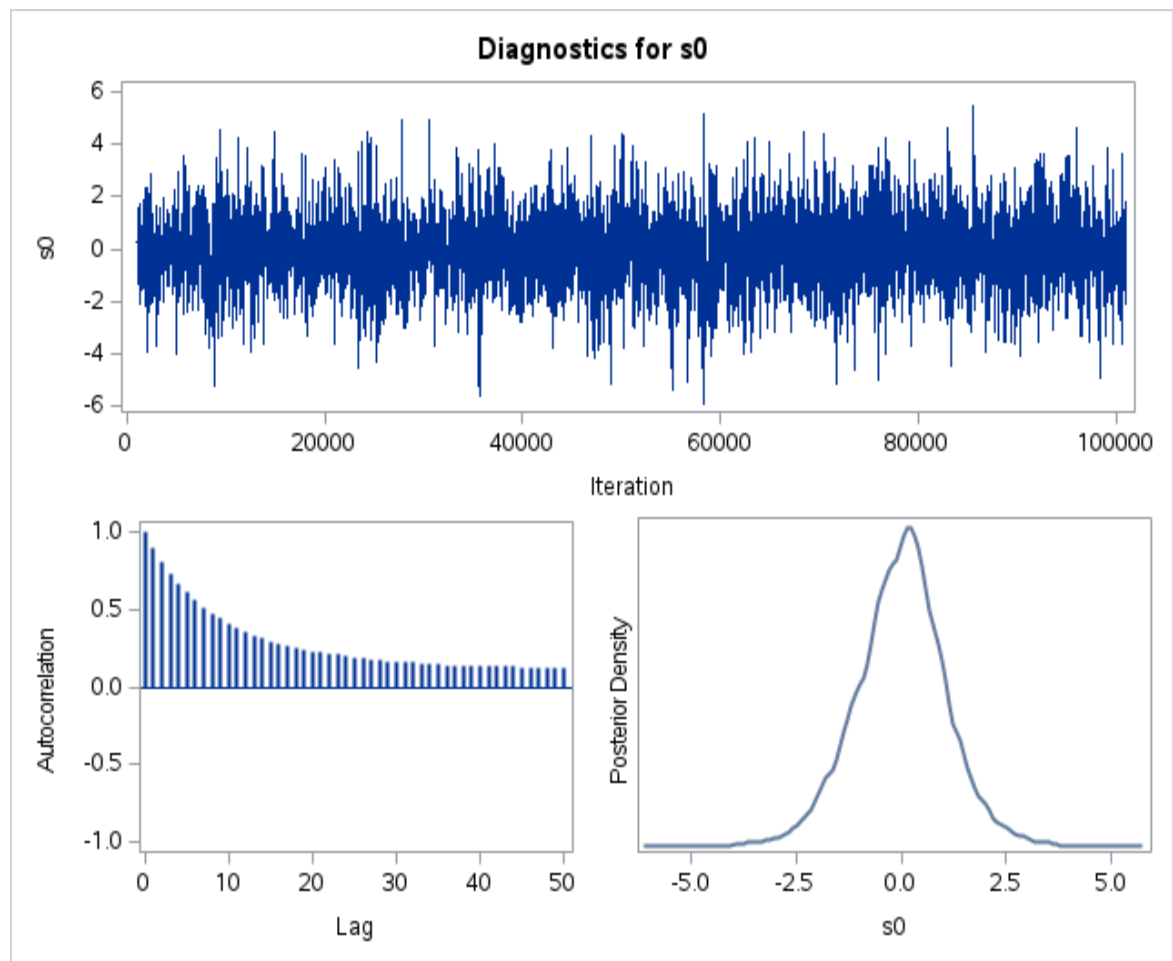 Diagnostics for s0
6
4
2
0
-2
-4
-6
s0
0 20000 40000 60000 80000 100000
Iteration
1.0
0.5
0.0
-0.5
-1.0
Autocorrelation
0 10 20 30 40 50
Lag
Posterior Density
-5.0 -2.5 0.0 2.5 5.0
s0